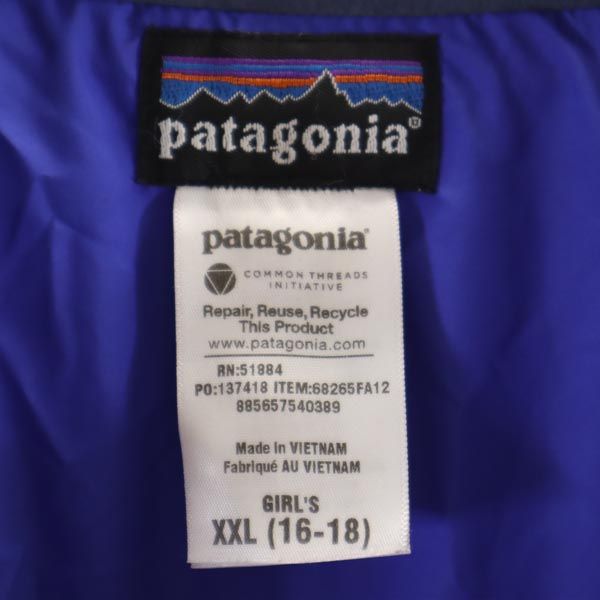 patagonia®
patagonia®
COMMON THREADS
INITIATIVE
Repair, Reuse, Recycle
This Product
www.patagonia.com
RN:51884
PO:137418 ITEM:68265FA12
885657540389
Made in VIETNAM
Fabriqué AU VIETNAM
GIRL'S
XXL (16-18)